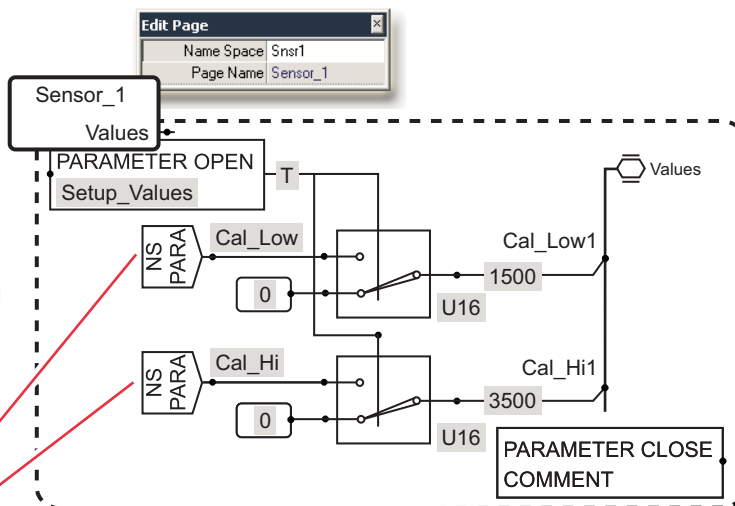 Edit Page
Name Space Snsr1
Page Name Sensor_1
Sensor_1
Values
PARAMETER OPEN
Setup_Values
T
Values
NS
PARA
Cal_Low
Cal_Low1
0
1500
U16
NS
PARA
Cal_Hi
Cal_Hi1
0
3500
U16
PARAMETER CLOSE
COMMENT